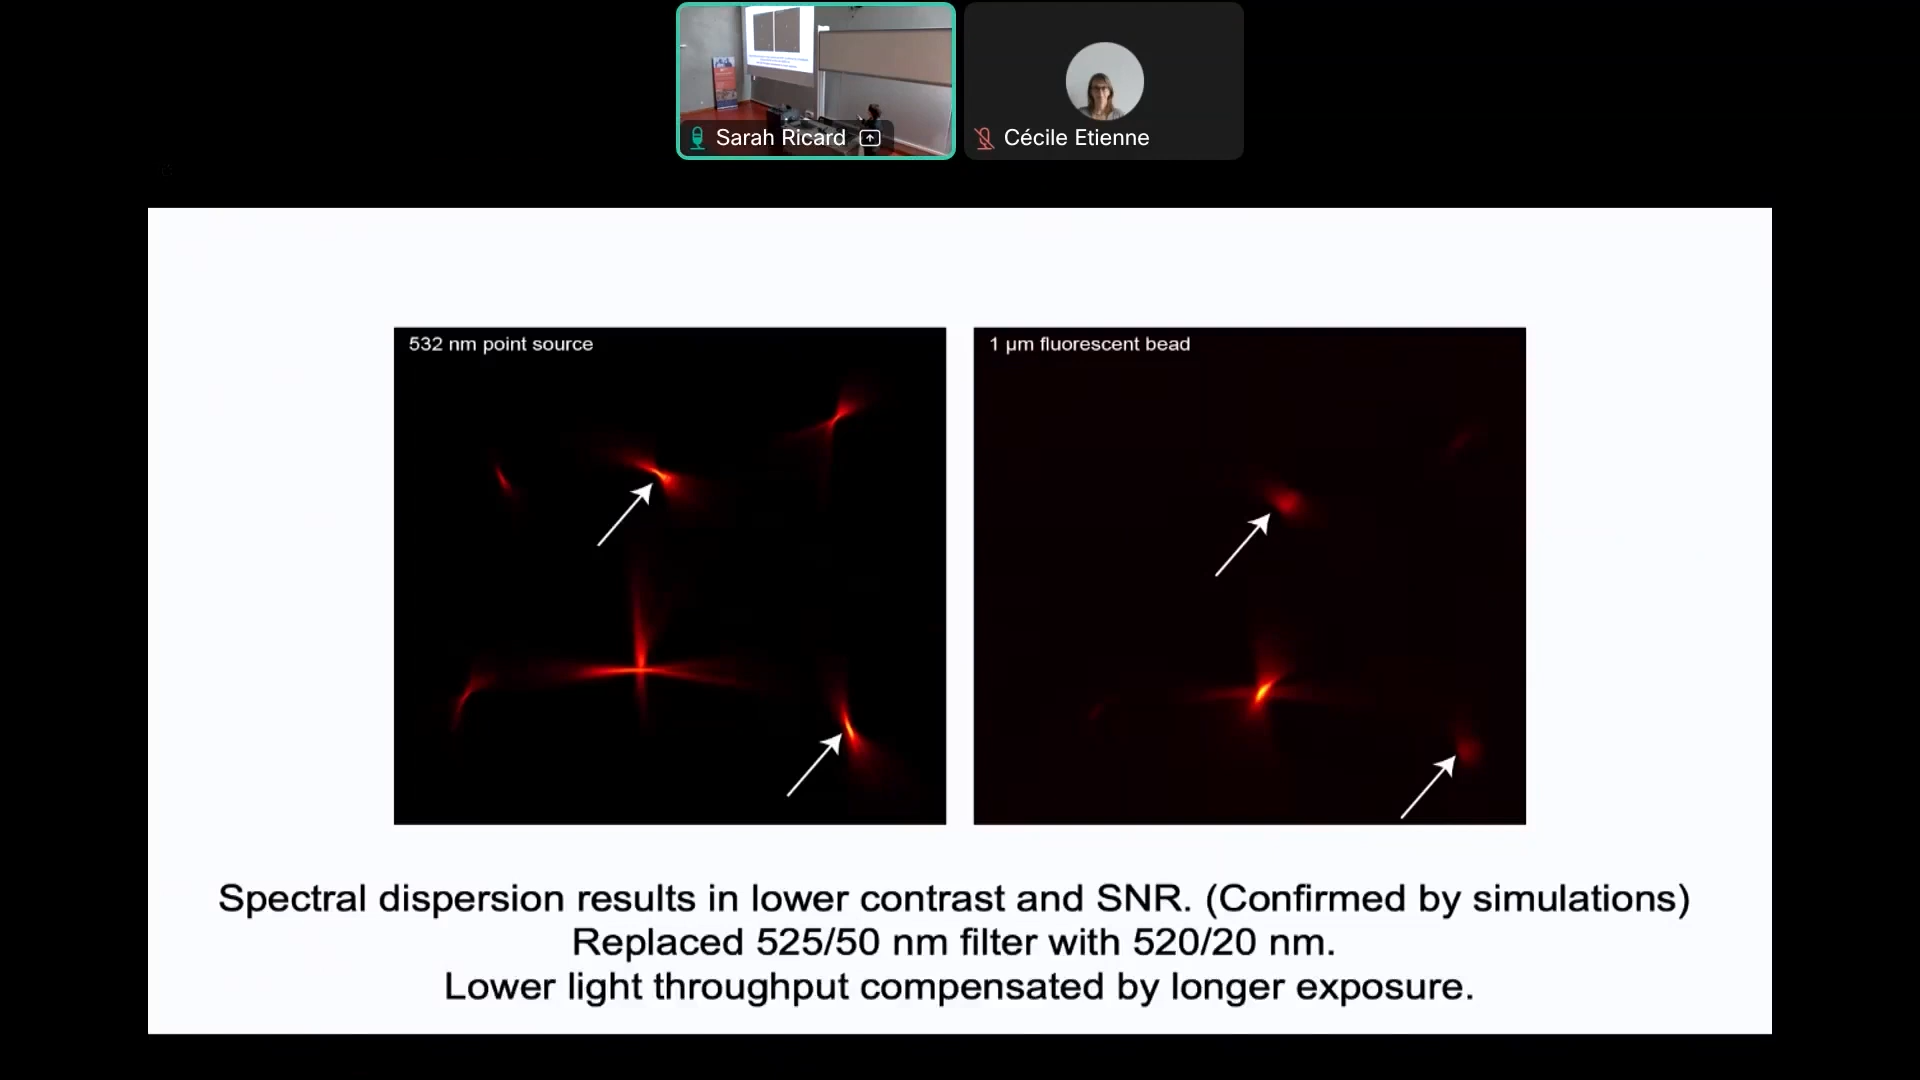 Sarah Ricard
Cécile Etienne
532 nm point source
1 µm fluorescent bead
Spectral dispersion results in lower contrast and SNR. (Confirmed by simulations)
Replaced 525/50 nm filter with 520/20 nm.
Lower light throughput compensated by longer exposure.